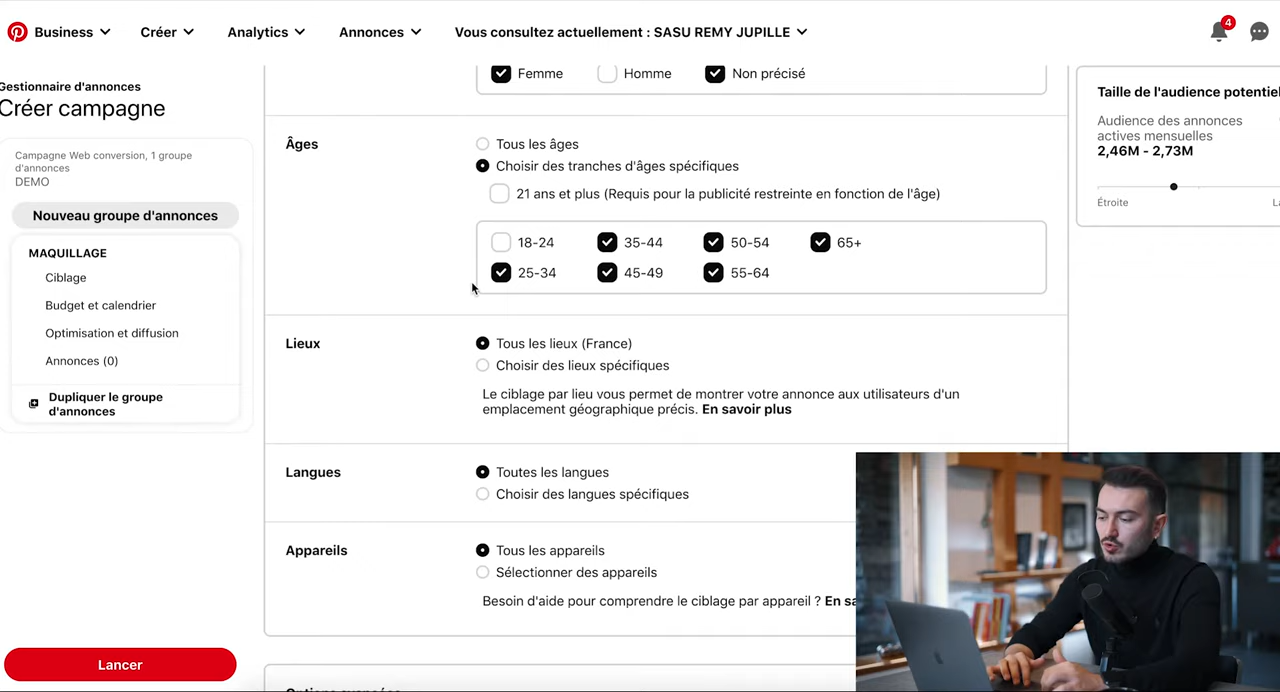 Business
Créer
Analytics
Annonces
Vous consultez actuellement : SASU REMY JUPILLE
4
Gestionnaire d'annonces
Créer campagne
Campagne Web conversion, 1 groupe
d'annonces
DEMO
Nouveau groupe d'annonces
MAQUILLAGE
Ciblage
Budget et calendrier
Optimisation et diffusion
Annonces (0)
Dupliquer le groupe
d'annonces
Lancer
Femme
Homme
Non précisé
Âges
Tous les âges
Choisir des tranches d'âges spécifiques
21 ans et plus (Requis pour la publicité restreinte en fonction de l'âge)
18-24
35-44
50-54
65+
25-34
45-49
55-64
Lieux
Tous les lieux (France)
Choisir des lieux spécifiques
Le ciblage par lieu vous permet de montrer votre annonce aux utilisateurs d'un
emplacement géographique précis. En savoir plus
Langues
Toutes les langues
Choisir des langues spécifiques
Appareils
Tous les appareils
Sélectionner des appareils
Besoin d'aide pour comprendre le ciblage par appareil ? En sa
Taille de l'audience potentiel
Audience des annonces
actives mensuelles
2,46M - 2,73M
Étroite